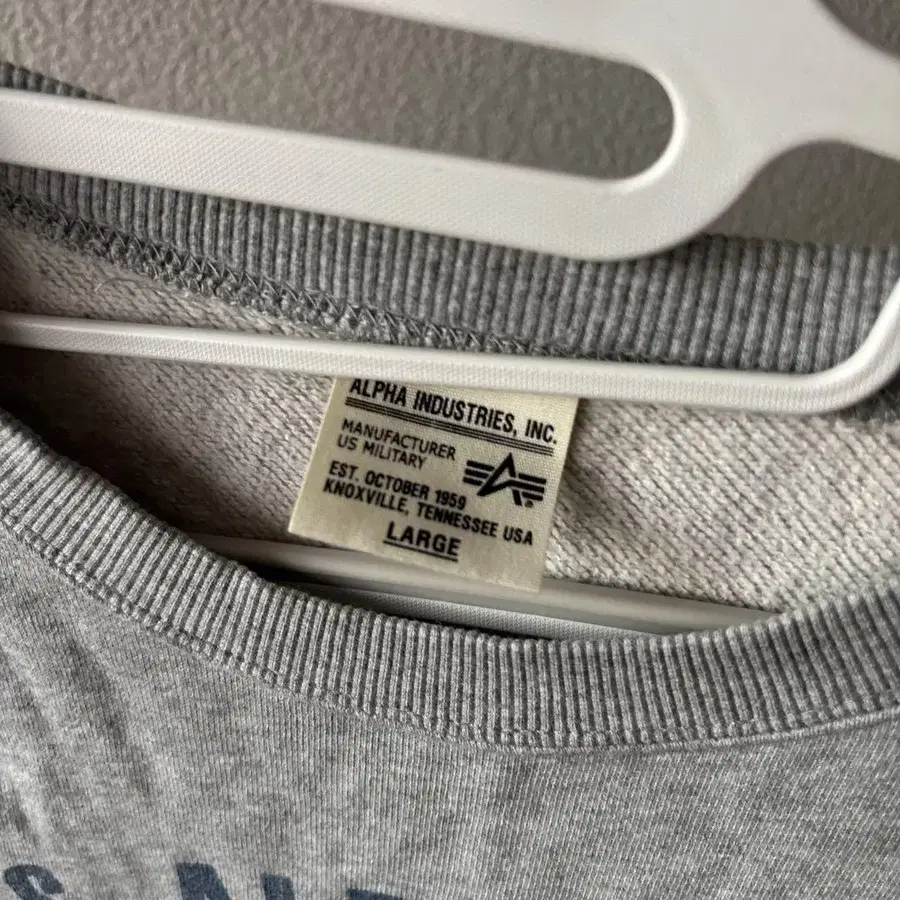 ALPHA INDUSTRIES, INC.
MANUFACTURER
US MILITARY
EST. OCTOBER 1959
KNOXVILLE, TENNESSEE USA
LARGE